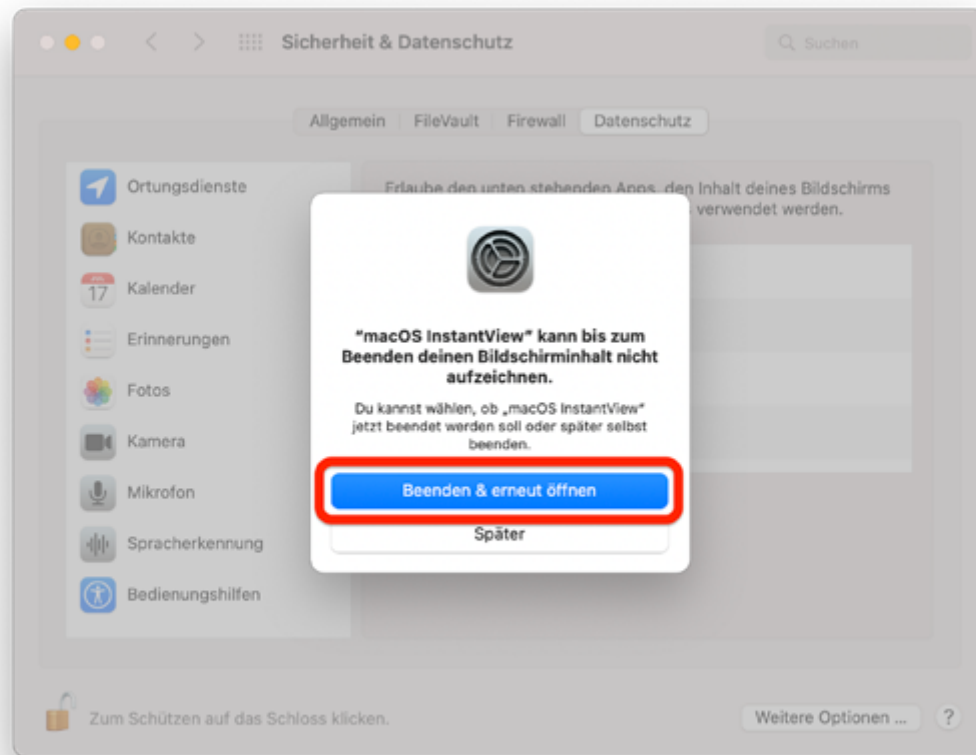 Sicherheit & Datenschutz
Suchen
Allgemein
FileVault
Firewall
Datenschutz
Ortungsdienste
Kontakte
17
Kalender
Erinnerungen
Fotos
Kamera
Mikrofon
Spracherkennung
Bedienungshilfen
Erlaube den unten stehenden Apps, den Inhalt deines Bildschirms
verwendet werden.
"macOS InstantView" kann bis zum
Beenden deinen Bildschirminhalt nicht
aufzeichnen.
Du kannst wählen, ob „macOS InstantView"
jetzt beendet werden soll oder später selbst
beenden.
Beenden & erneut öffnen
Später
Zum Schützen auf das Schloss klicken.
Weitere Optionen ...
?